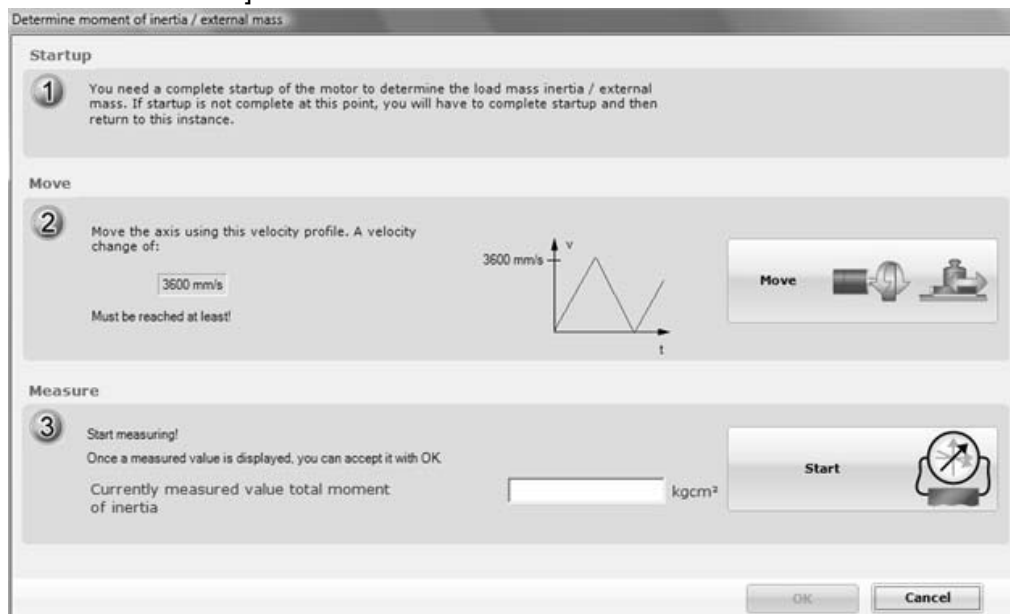 ]
Determine moment of inertia / external mass
Startup
1
You need a complete startup of the motor to determine the load mass inertia / external
mass. If startup is not complete at this point, you will have to complete startup and then
return to this instance.
Move
2
Move the axis using this velocity profile. A velocity
change of:
3600 mm/s
Must be reached at least!
3600 mm/s
v
t
Move
Measure
3
Start measuring!
Once a measured value is displayed, you can accept it with OK.
Currently measured value total moment
of inertia
kgcm²
Start
OK
Cancel